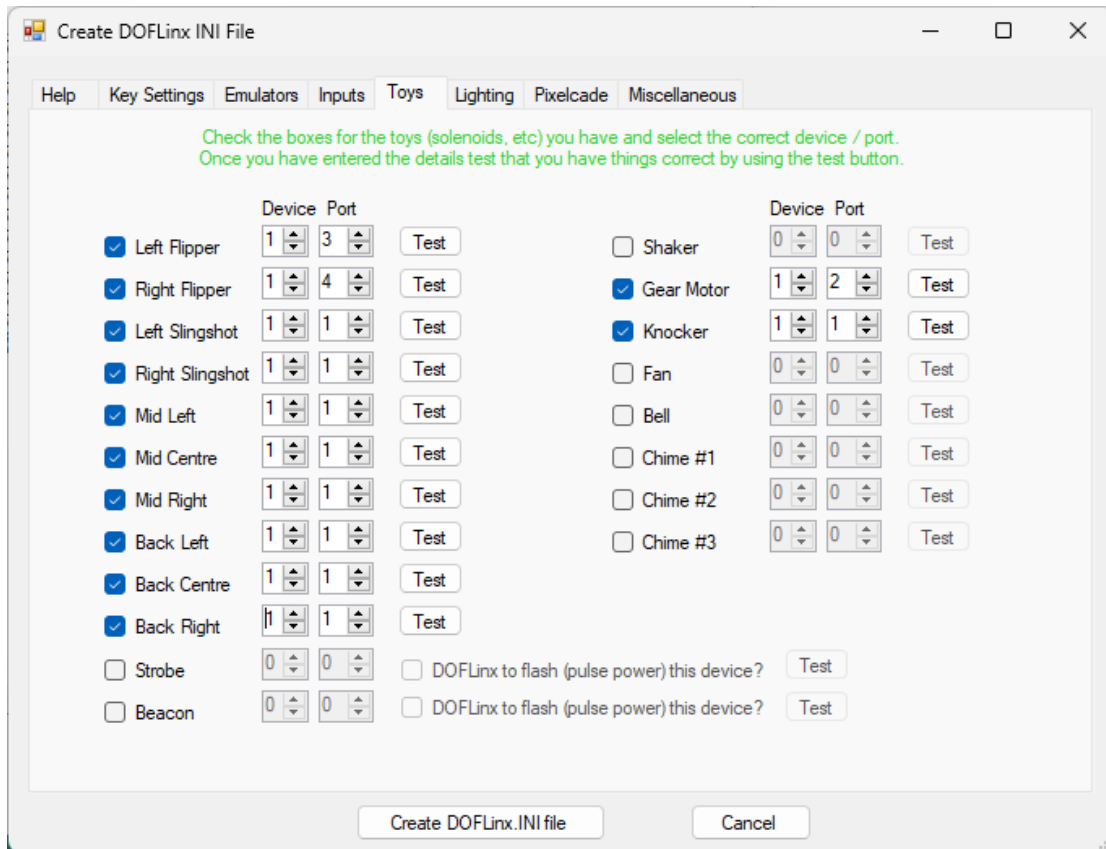 Create DOFLinx INI File
Help Key Settings Emulators Inputs Toys Lighting Pixelcade Miscellaneous
Check the boxes for the toys (solenoids, etc) you have and select the correct device / port.
Once you have entered the details test that you have things correct by using the test button.
Device Port Device Port
Left Flipper 1 3 Test Shaker 0 0 Test
Right Flipper 1 4 Test Gear Motor 1 2 Test
Left Slingshot 1 1 Test Knocker 1 1 Test
Right Slingshot 1 1 Test Fan 0 0 Test
Mid Left 1 1 Test Bell 0 0 Test
Mid Centre 1 1 Test Chime #1 0 0 Test
Mid Right 1 1 Test Chime #2 0 0 Test
Back Left 1 1 Test Chime #3 0 0 Test
Back Centre 1 1 Test
Back Right 1 1 Test
Strobe 0 0 DOFLinx to flash (pulse power) this device? Test
Beacon 0 0 DOFLinx to flash (pulse power) this device? Test
Create DOFLinx.INI file Cancel